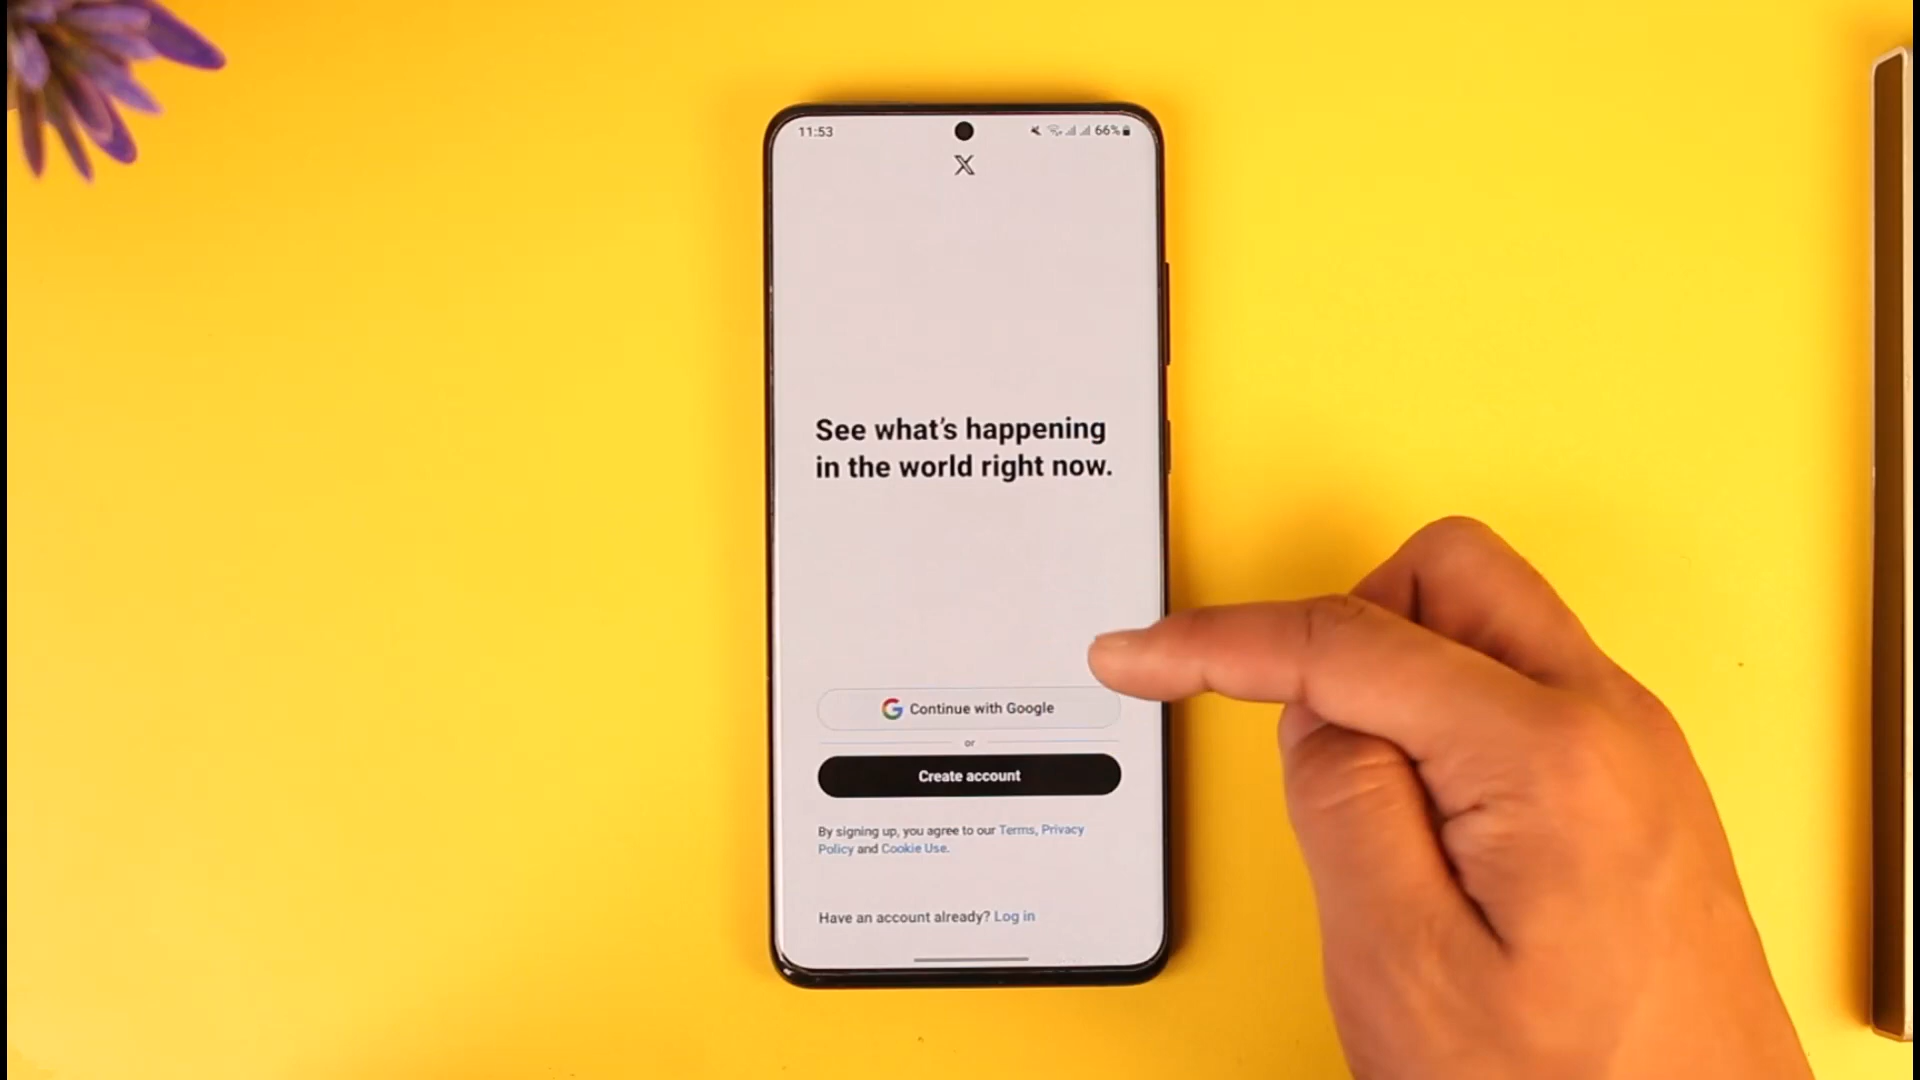 11:53
66%
X
See what's happening
in the world right now.
Continue with Google
or
Create account
By signing up, you agree to our Terms, Privacy
Policy and Cookie Use.
Have an account already? Log in